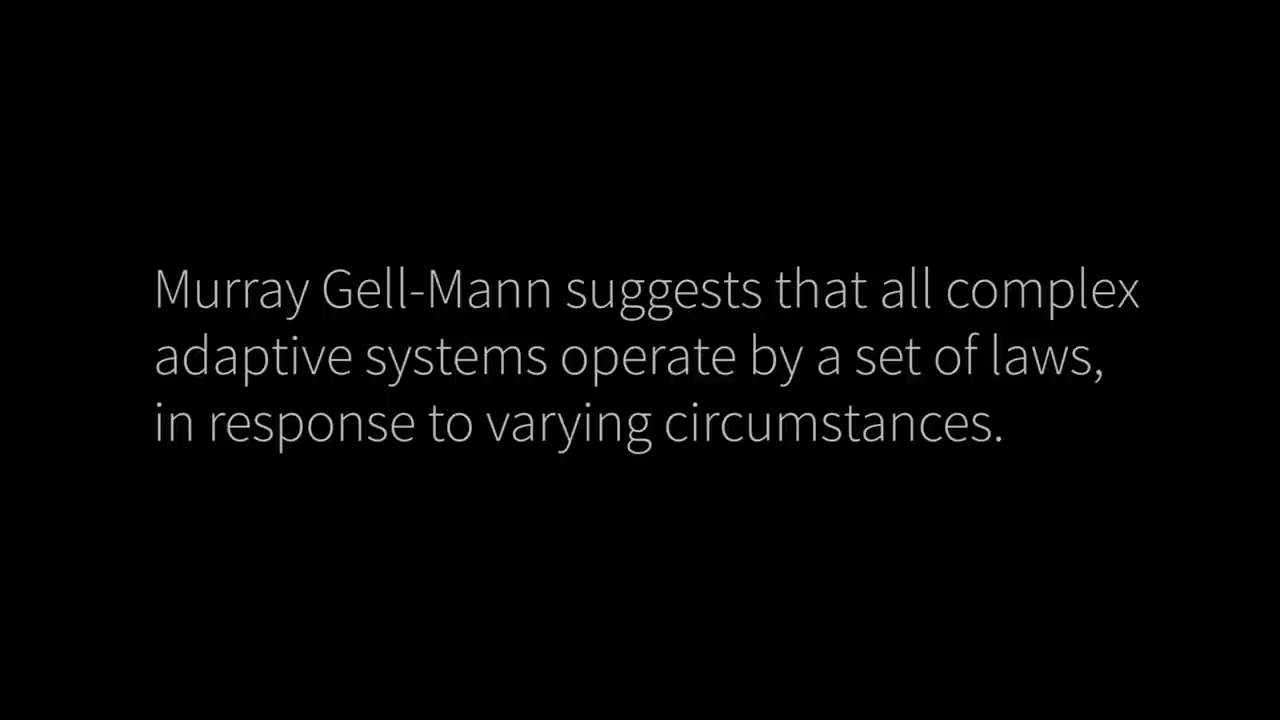 Murray Gell-Mann suggests that all complex
adaptive systems operate by a set of laws,
in response to varying circumstances.